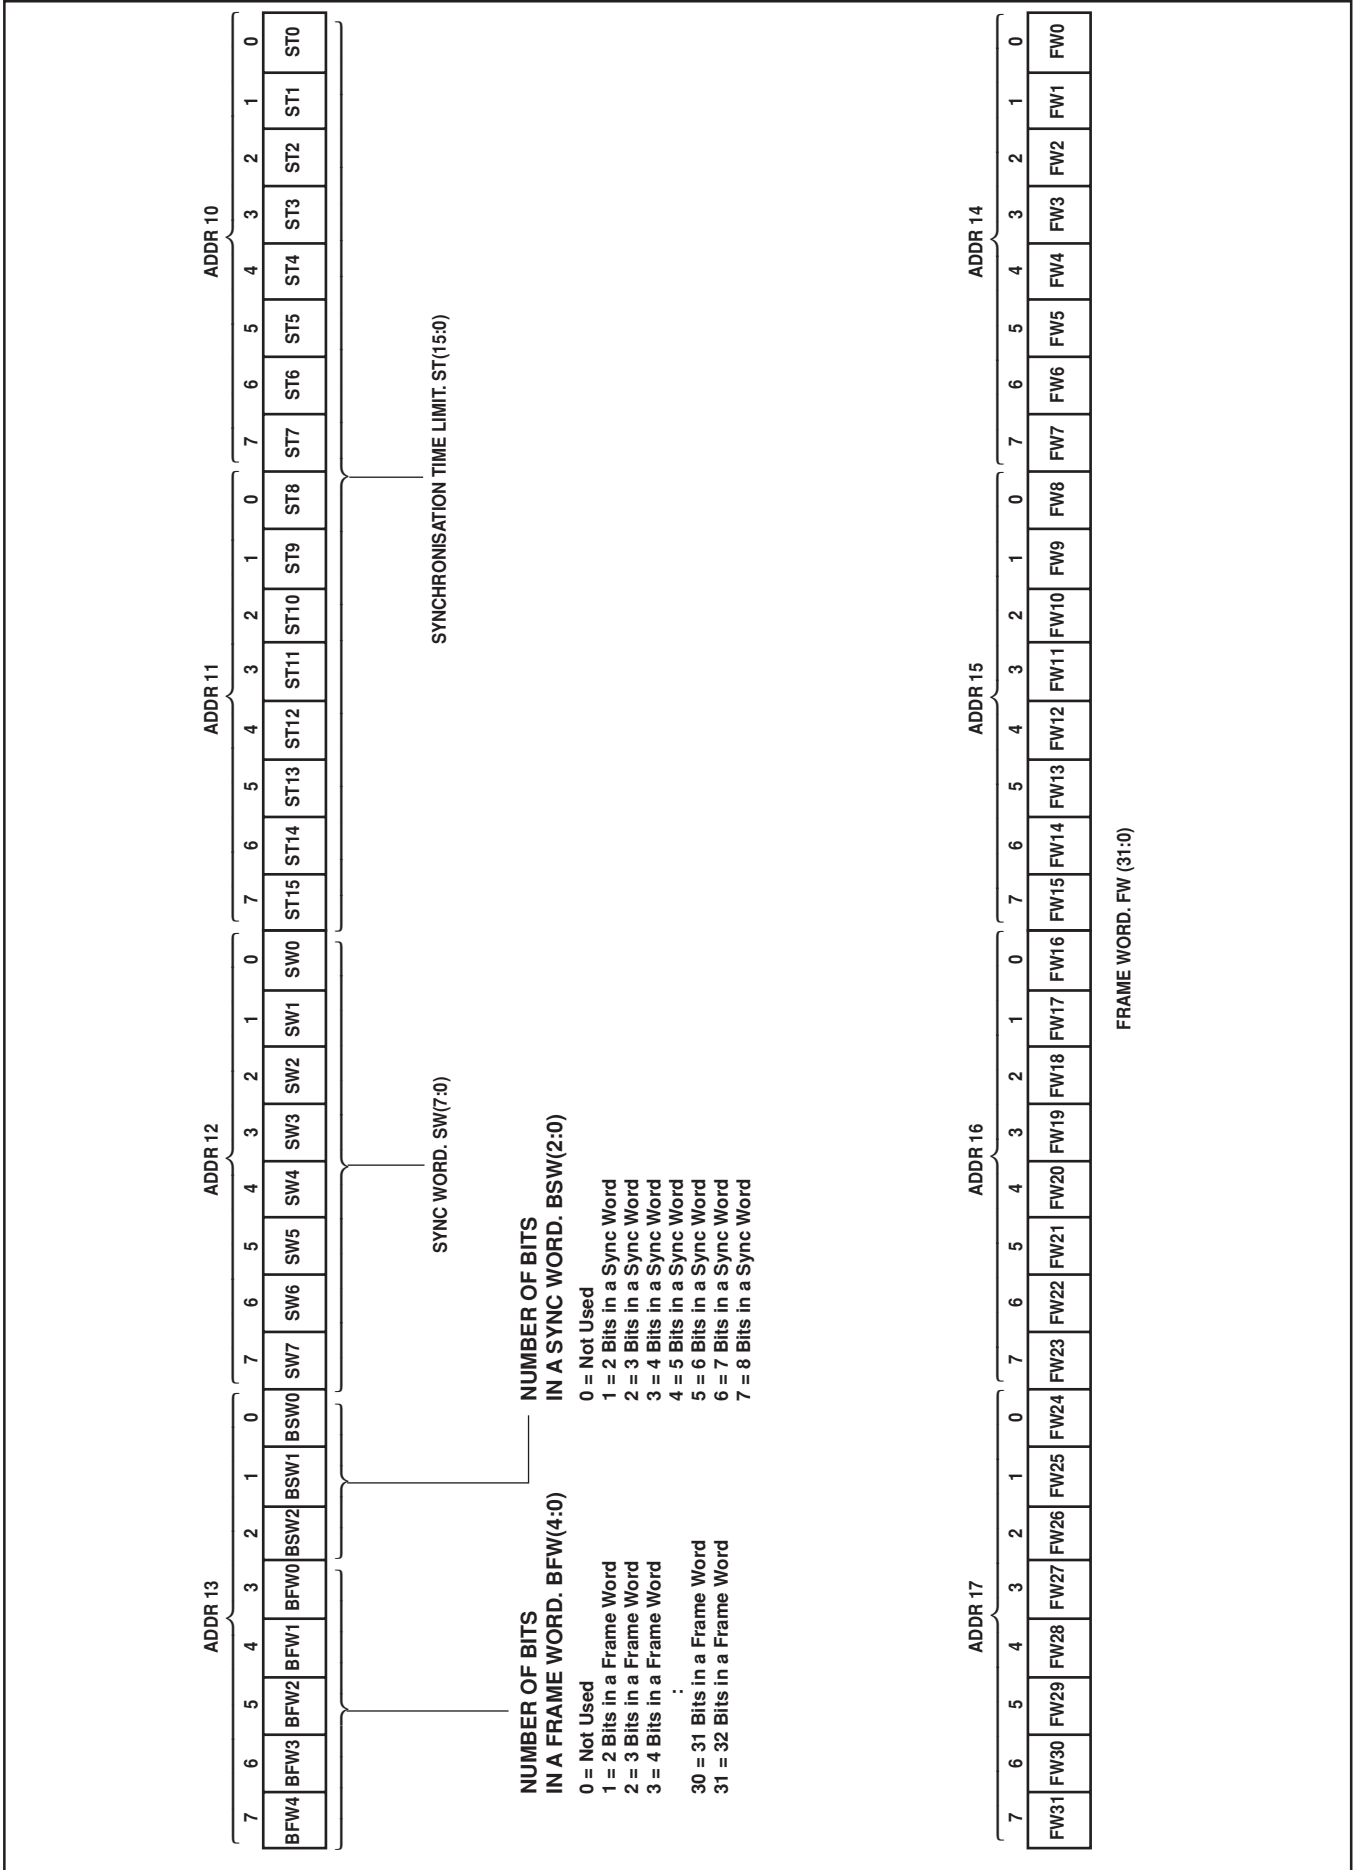 ADDR 13 ADDR 12 ADDR 11 ADDR 10
7 6 5 4 3 2 1 0 7 6 5 4 3 2 1 0 7 6 5 4 3 2 1 0 7 6 5 4 3 2 1 0
BFW4 BFW3 BFW2 BFW1 BFW0 BSW2 BSW1 BSW0 SW7 SW6 SW5 SW4 SW3 SW2 SW1 SW0 ST15 ST14 ST13 ST12 ST11 ST10 ST9 ST8 ST7 ST6 ST5 ST4 ST3 ST2 ST1 ST0
SYNC WORD. SW(7:0)
SYNCHRONISATION TIME LIMIT. ST(15:0)
NUMBER OF BITS
IN A FRAME WORD. BFW(4:0)
0 = Not Used
1 = 2 Bits in a Frame Word
2 = 3 Bits in a Frame Word
3 = 4 Bits in a Frame Word
:
30 = 31 Bits in a Frame Word
31 = 32 Bits in a Frame Word
NUMBER OF BITS
IN A SYNC WORD. BSW(2:0)
0 = Not Used
1 = 2 Bits in a Sync Word
2 = 3 Bits in a Sync Word
3 = 4 Bits in a Sync Word
4 = 5 Bits in a Sync Word
5 = 6 Bits in a Sync Word
6 = 7 Bits in a Sync Word
7 = 8 Bits in a Sync Word
ADDR 17 ADDR 16 ADDR 15 ADDR 14
7 6 5 4 3 2 1 0 7 6 5 4 3 2 1 0 7 6 5 4 3 2 1 0 7 6 5 4 3 2 1 0
FW31 FW30 FW29 FW28 FW27 FW26 FW25 FW24 FW23 FW22 FW21 FW20 FW19 FW18 FW17 FW16 FW15 FW14 FW13 FW12 FW11 FW10 FW9 FW8 FW7 FW6 FW5 FW4 FW3 FW2 FW1 FW0
FRAME WORD. FW (31:0)